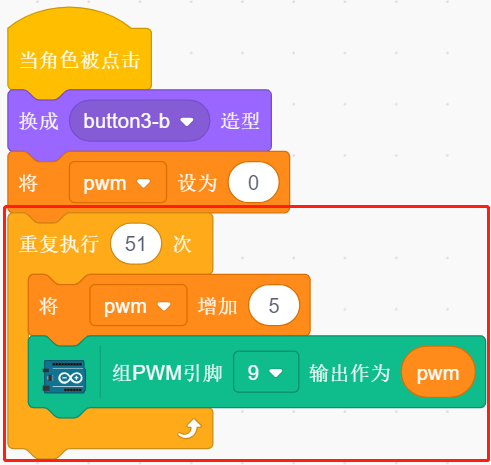 当角色被点击
换成 button3-b 造型
将 pwm 设为 0
重复执行 51 次
将 pwm 增加 5
组PWM引脚 9 输出作为 pwm